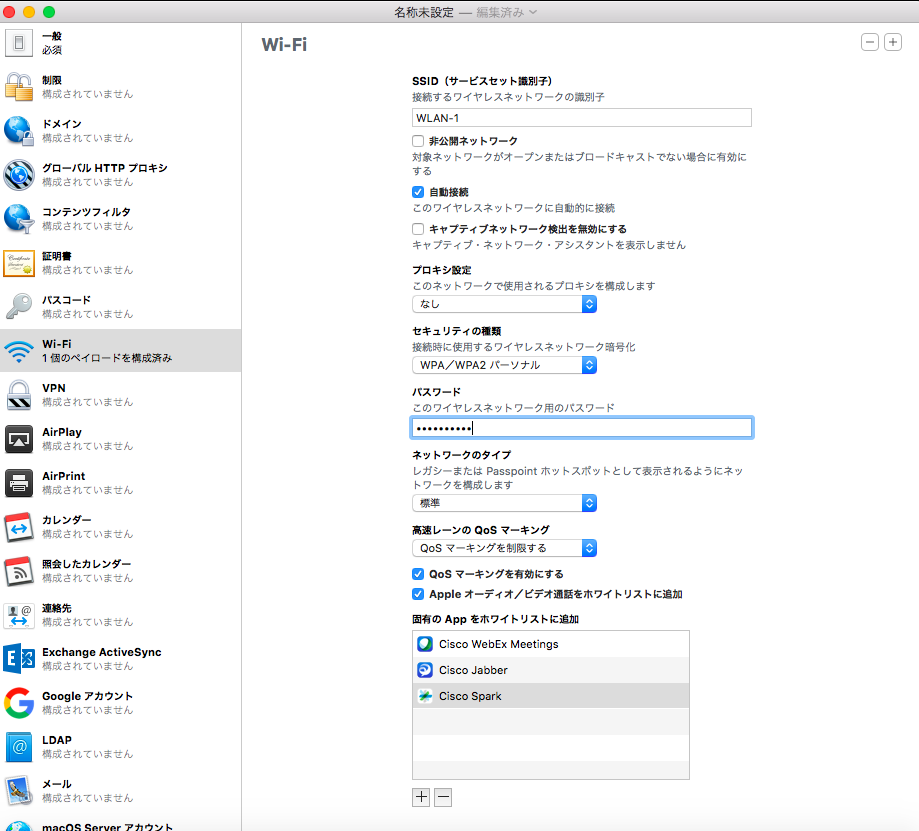 名称未設定 — 編集済み
一般
必須
制限
構成されていません
ドメイン
構成されていません
グローバル HTTP プロキシ
構成されていません
コンテンツフィルタ
構成されていません
証明書
構成されていません
パスコード
構成されていません
Wi-Fi
1 個のペイロードを構成済み
VPN
構成されていません
AirPlay
構成されていません
AirPrint
構成されていません
カレンダー
構成されていません
照会したカレンダー
構成されていません
連絡先
構成されていません
Exchange ActiveSync
構成されていません
Google アカウント
構成されていません
LDAP
構成されていません
メール
構成されていません
macOS Server アカウント
Wi-Fi
SSID（サービスセット識別子）
接続するワイヤレスネットワークの識別子
WLAN-1
非公開ネットワーク
対象ネットワークがオープンまたはブロードキャストでない場合に有効に
する
自動接続
このワイヤレスネットワークに自動的に接続
キャプティブネットワーク検出を無効にする
キャプティブ・ネットワーク・アシスタントを表示しません
プロキシ設定
このネットワークで使用されるプロキシを構成します
なし
セキュリティの種類
接続時に使用するワイヤレスネットワーク暗号化
WPA／WPA2 パーソナル
パスワード
このワイヤレスネットワーク用のパスワード
••••••••••
ネットワークのタイプ
レガシーまたは Passpoint ホットスポットとして表示されるようにネッ
トワークを構成します
標準
高速レーンの QoS マーキング
QoS マーキングを制限する
QoS マーキングを有効にする
Apple オーディオ／ビデオ通話をホワイトリストに追加
固有の App をホワイトリストに追加
Cisco WebEx Meetings
Cisco Jabber
Cisco Spark